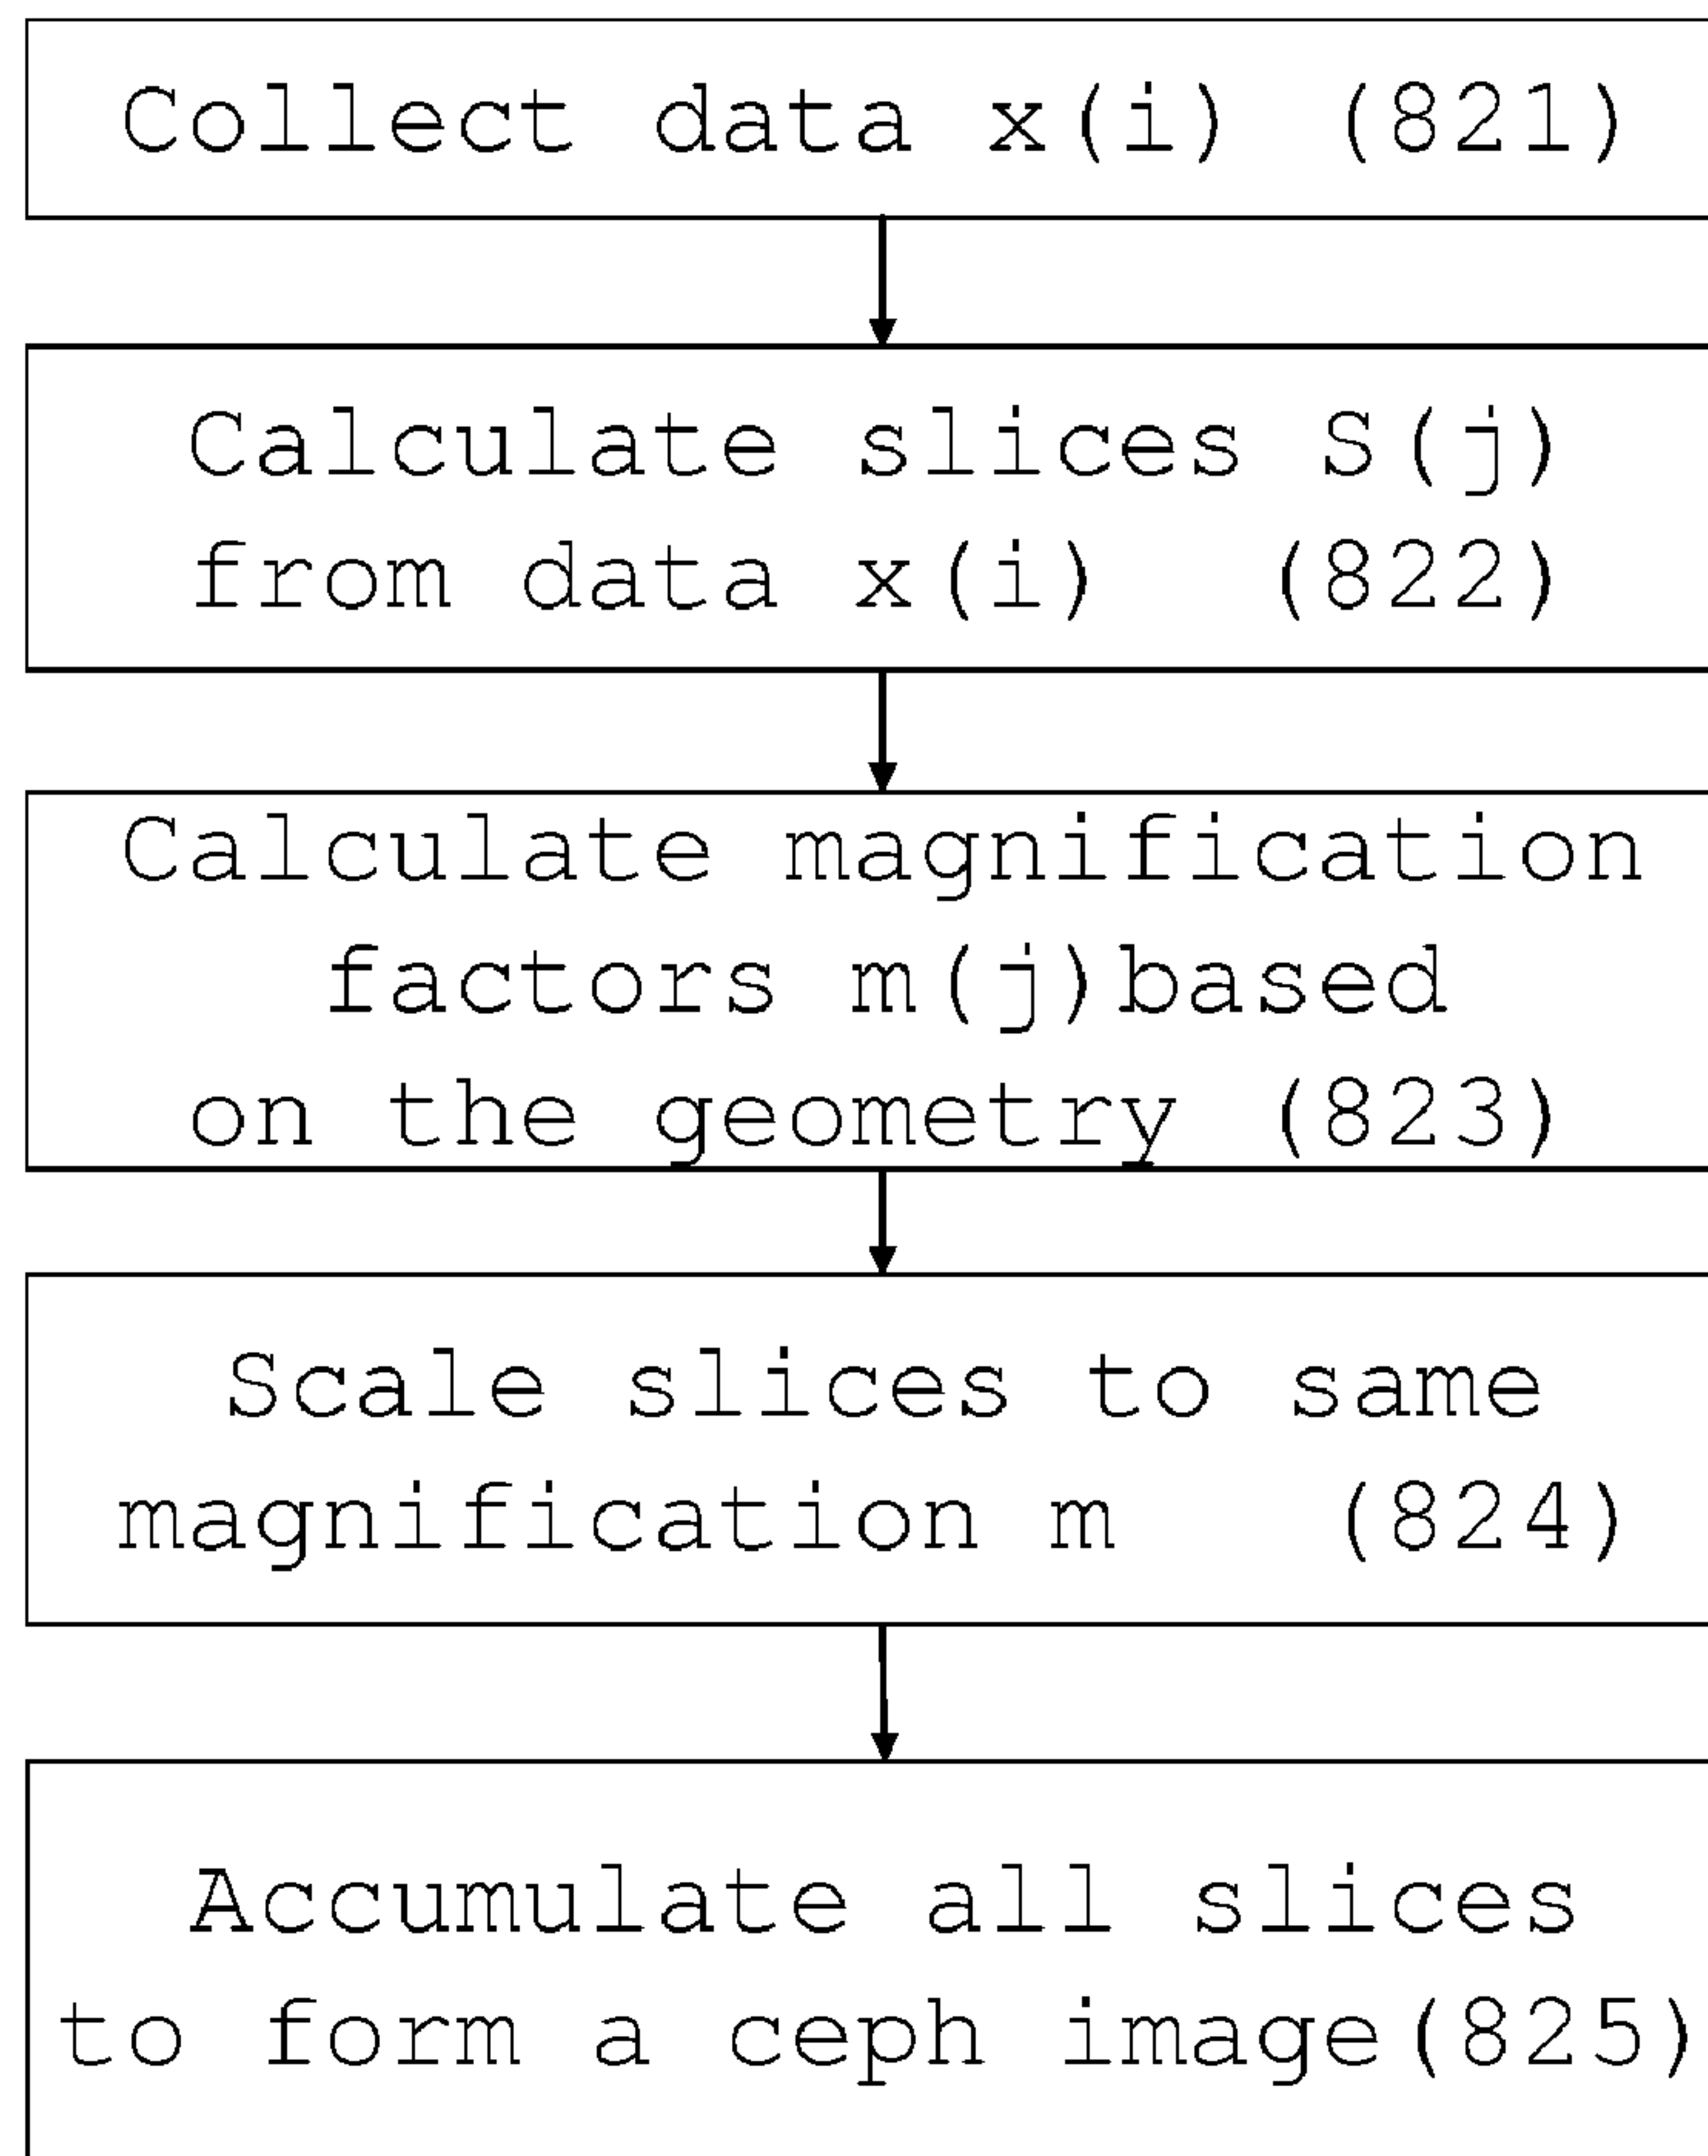 Collect data x(i) (821)
Calculate slices S(j)
from data x(i) (822)
Calculate magnification
factors m(j)based
on the geometry (823)
Scale slices to same
magnification m (824)
Accumulate all slices
to form a ceph image(825)